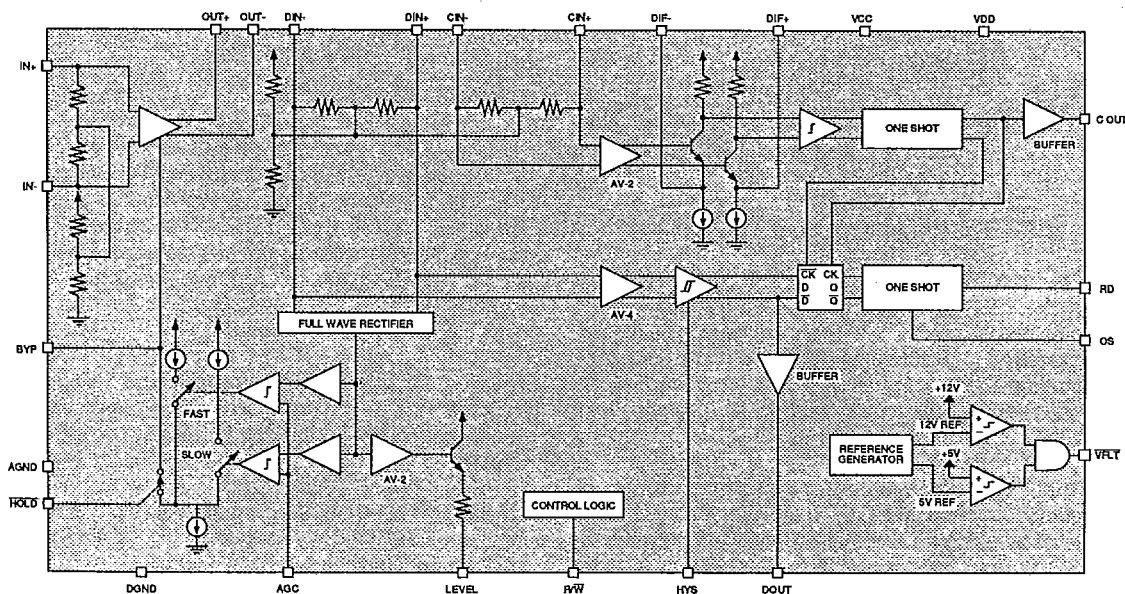 OUT+ OUT- DIN- DIN+ CIN- CIN+ DIF- DIF+ VCC VDD
IN+
IN-
ONE SHOT
C OUT
BUFFER
AV-2
CK CK
D Q
D̅ Q̅
ONE SHOT
RD
AV-4
OS
FULL WAVE RECTIFIER
BYP
BUFFER
FAST
+12V
12V REF.
SLOW
REFERENCE
GENERATOR
+5V
V̅F̅L̅T̅
AGND
AV-2
5V REF.
H̅O̅L̅D̅
CONTROL LOGIC
DGND AGC LEVEL R/W̅ HYS DOUT